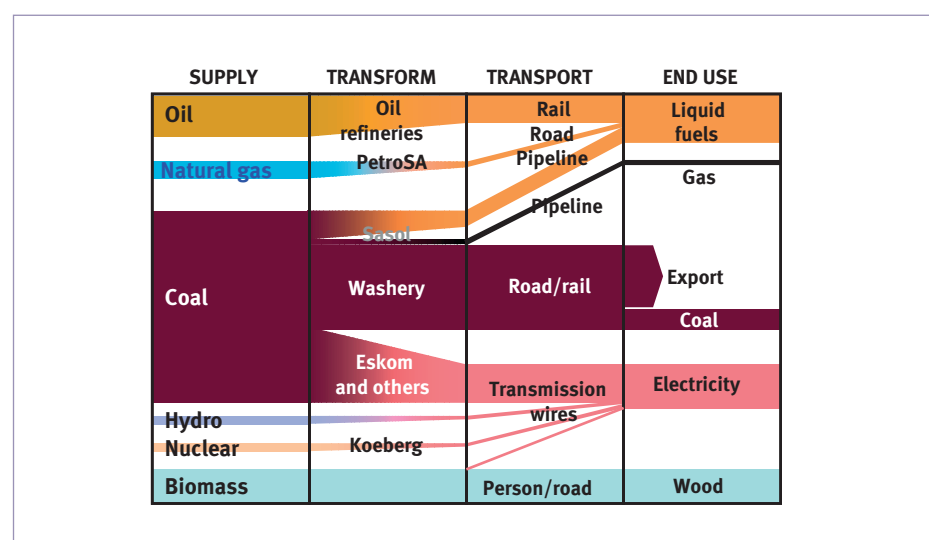 SUPPLY TRANSFORM TRANSPORT END USE
Oil
Oil
refineries
Rail
Road
Pipeline
Liquid
fuels
Natural gas
PetroSA
Gas
Pipeline
Sasol
Coal
Washery
Road/rail
Export
Coal
Eskom
and others
Transmission
wires
Electricity
Hydro
Nuclear
Koeberg
Biomass
Person/road
Wood